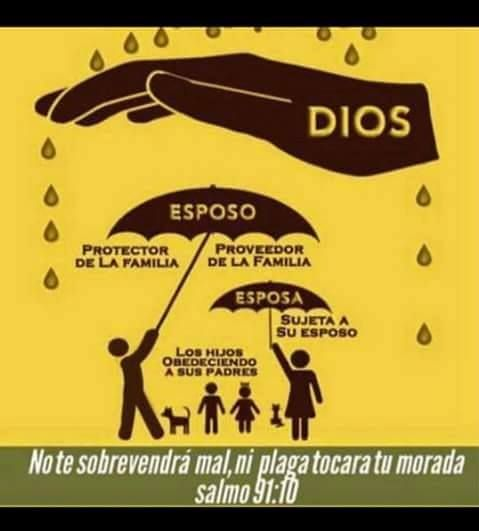 DIOS
ESPOSO
PROTECTOR
DE LA FAMILIA
PROVEEDOR
DE LA FAMILIA
ESPOSA
SUJETA A
SU ESPOSO
LOS HIJOS
OBEDECIENDO
A SUS PADRES
No te sobrevendrá mal, ni plaga tocara tu morada
salmo 91:10